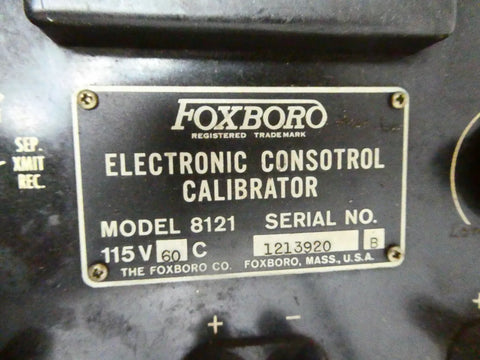 FOXBORO
REGISTERED TRADEMARK
ELECTRONIC CONSOTROL
CALIBRATOR
MODEL 8121 SERIAL NO.
115 V 60 C 1213920 B
THE FOXBORO CO. FOXBORO, MASS., U.S.A.
SEP.
XMIT
REC.
+ −
+